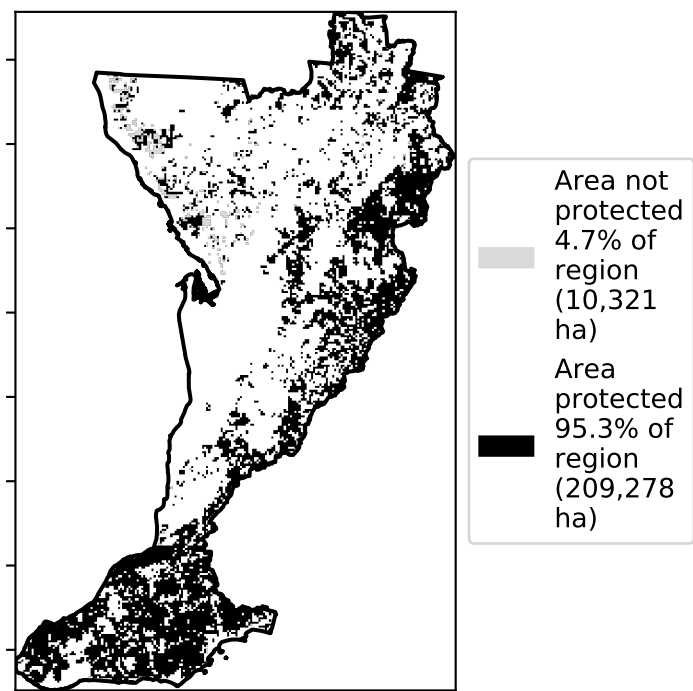 Area not
protected
4.7% of
region
(10,321
ha)
Area
protected
95.3% of
region
(209,278
ha)